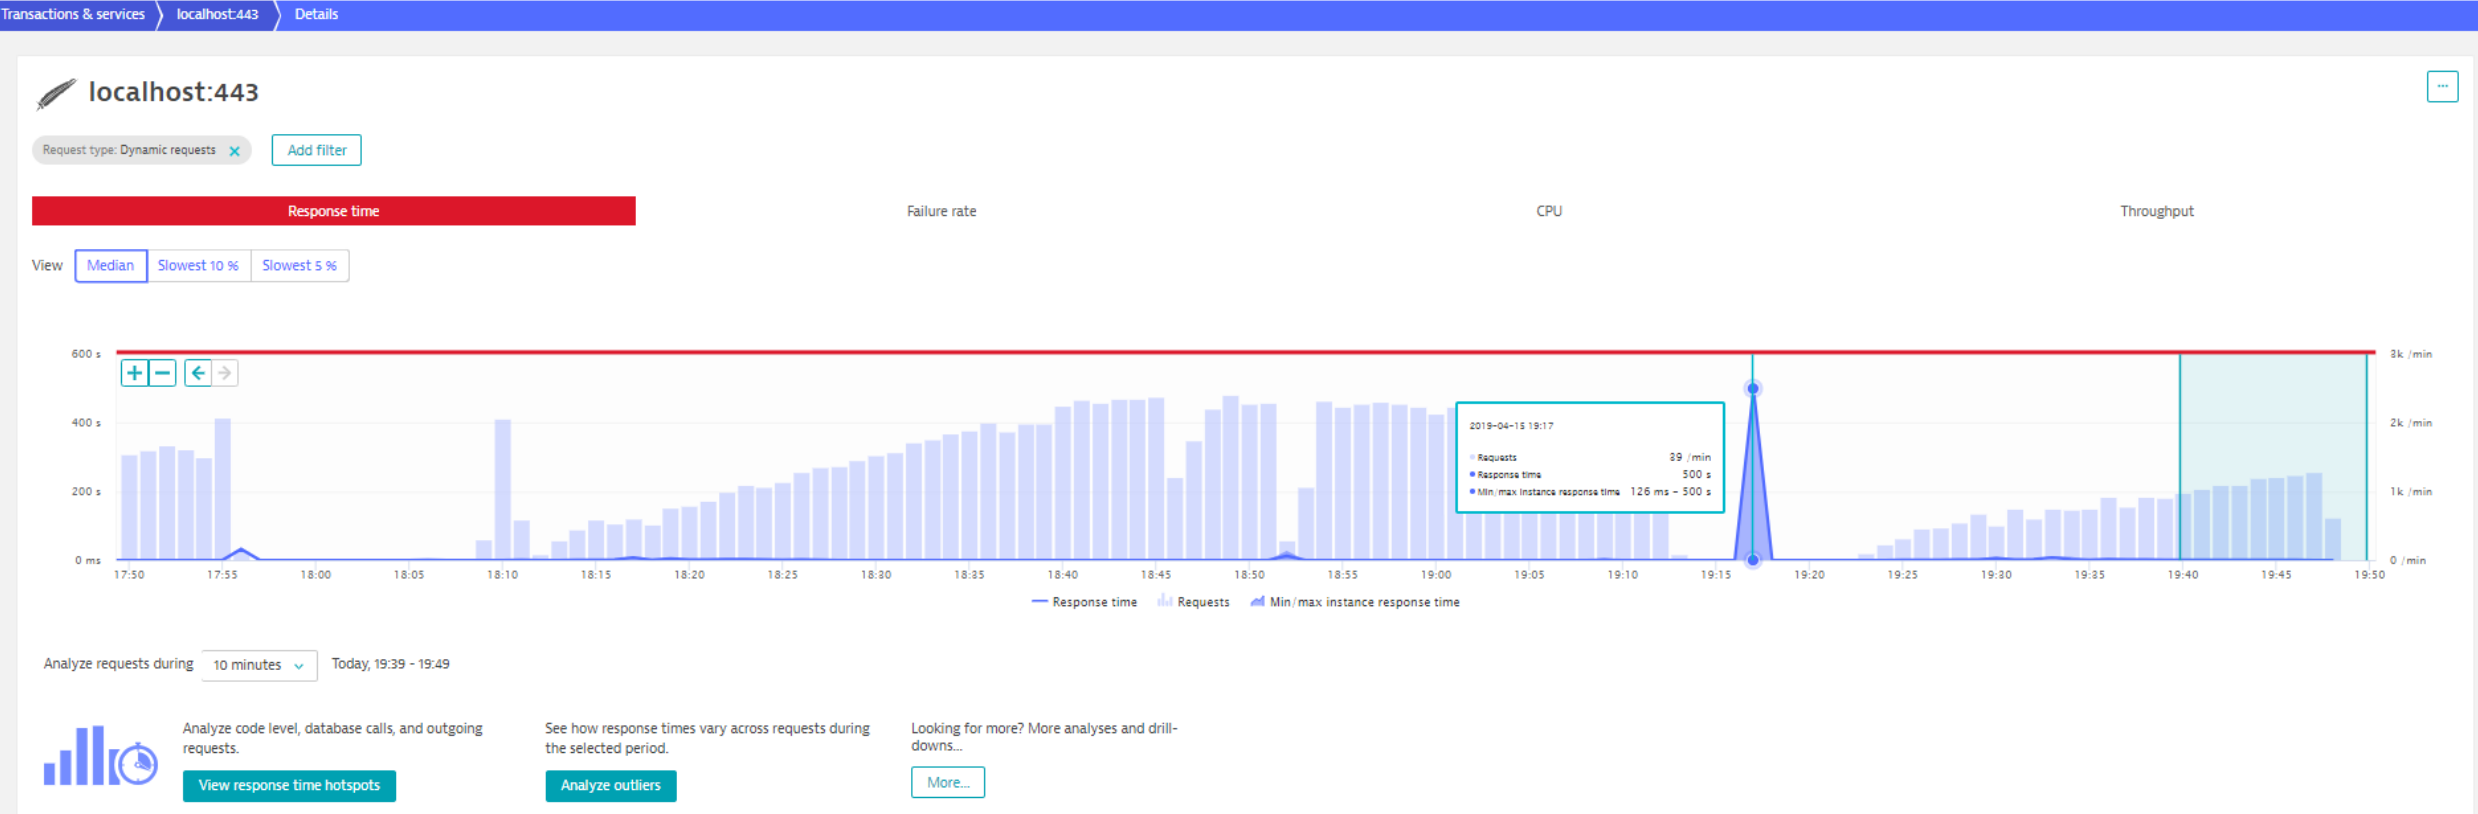 Transactions & services  localhost:443  Details
localhost:443
...
Request type: Dynamic requests ×  Add filter
Response time  Failure rate  CPU  Throughput
View  Median  Slowest 10 %  Slowest 5 %
600 s  3k /min
400 s  2k /min
2019-04-15 19:17
Requests  39 /min
Response time  500 s
Min/max instance response time  126 ms - 500 s
200 s  1k /min
0 ms  0 /min
17:50  17:55  18:00  18:05  18:10  18:15  18:20  18:25  18:30  18:35  18:40  18:45  18:50  18:55  19:00  19:05  19:10  19:15  19:20  19:25  19:30  19:35  19:40  19:45  19:50
Response time  Requests  Min/max instance response time
Analyze requests during  10 minutes  Today, 19:39 - 19:49
Analyze code level, database calls, and outgoing
requests.
View response time hotspots
See how response times vary across requests during
the selected period.
Analyze outliers
Looking for more? More analyses and drill-
downs...
More...